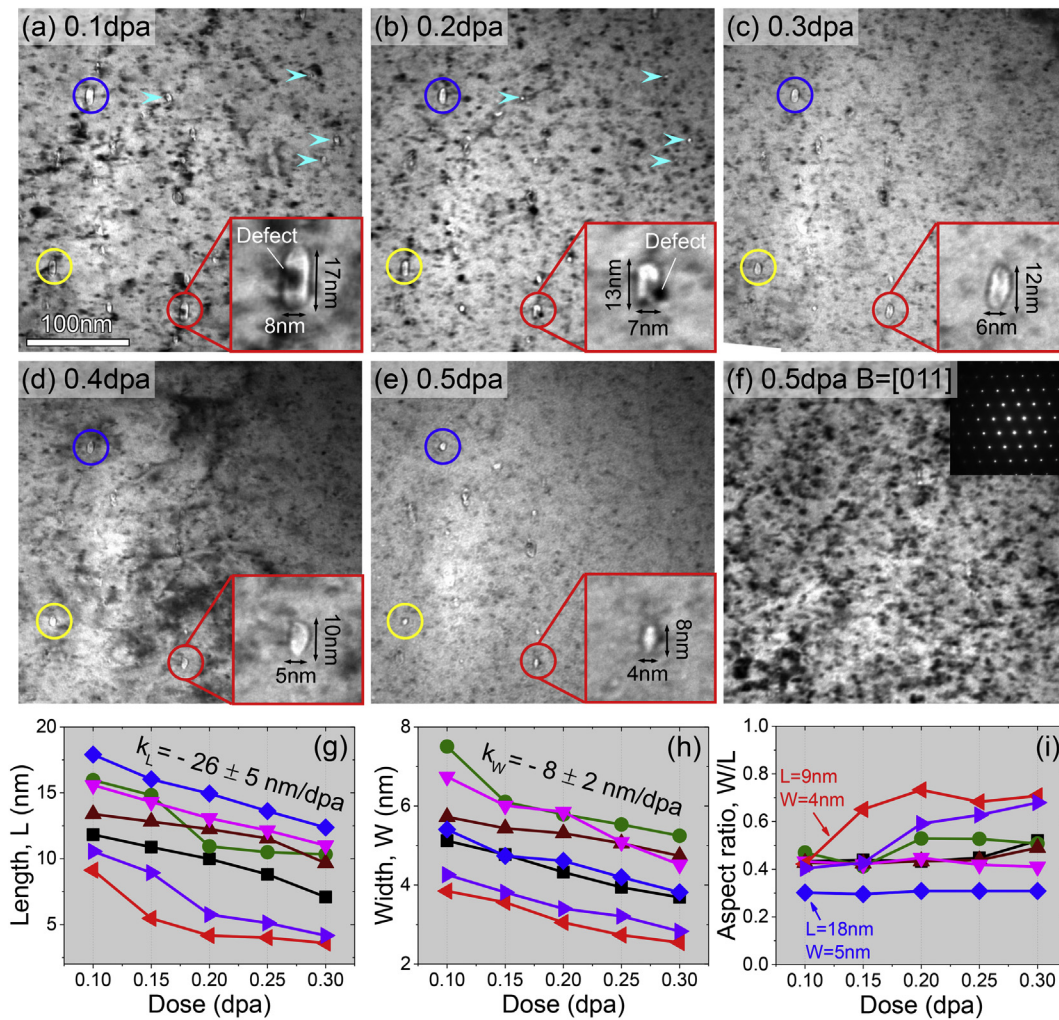 (a) 0.1dpa
(b) 0.2dpa
(c) 0.3dpa
Defect
17nm
8nm
100nm
Defect
13nm
7nm
12nm
6nm
(d) 0.4dpa
(e) 0.5dpa
(f) 0.5dpa B=[011]
10nm
5nm
8nm
4nm
(g)
k_L = - 26 ± 5 nm/dpa
Length, L (nm)
20
15
10
5
0.10 0.15 0.20 0.25 0.30
Dose (dpa)
(h)
k_W = - 8 ± 2 nm/dpa
Width, W (nm)
8
6
4
2
0.10 0.15 0.20 0.25 0.30
Dose (dpa)
(i)
L=9nm
W=4nm
L=18nm
W=5nm
Aspect ratio, W/L
1.0
0.8
0.6
0.4
0.2
0.0
0.10 0.15 0.20 0.25 0.30
Dose (dpa)